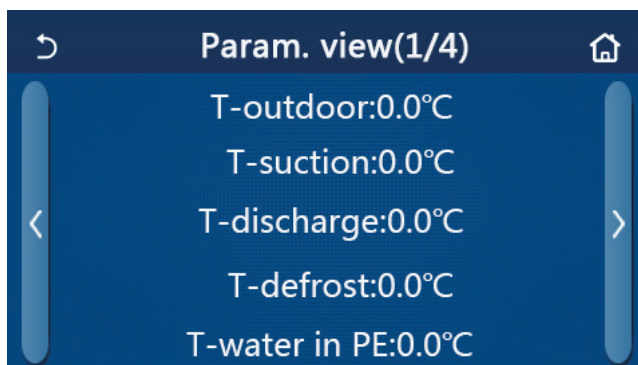 Param. view(1/4)
T-outdoor:0.0℃
T-suction:0.0℃
T-discharge:0.0℃
T-defrost:0.0℃
T-water in PE:0.0℃